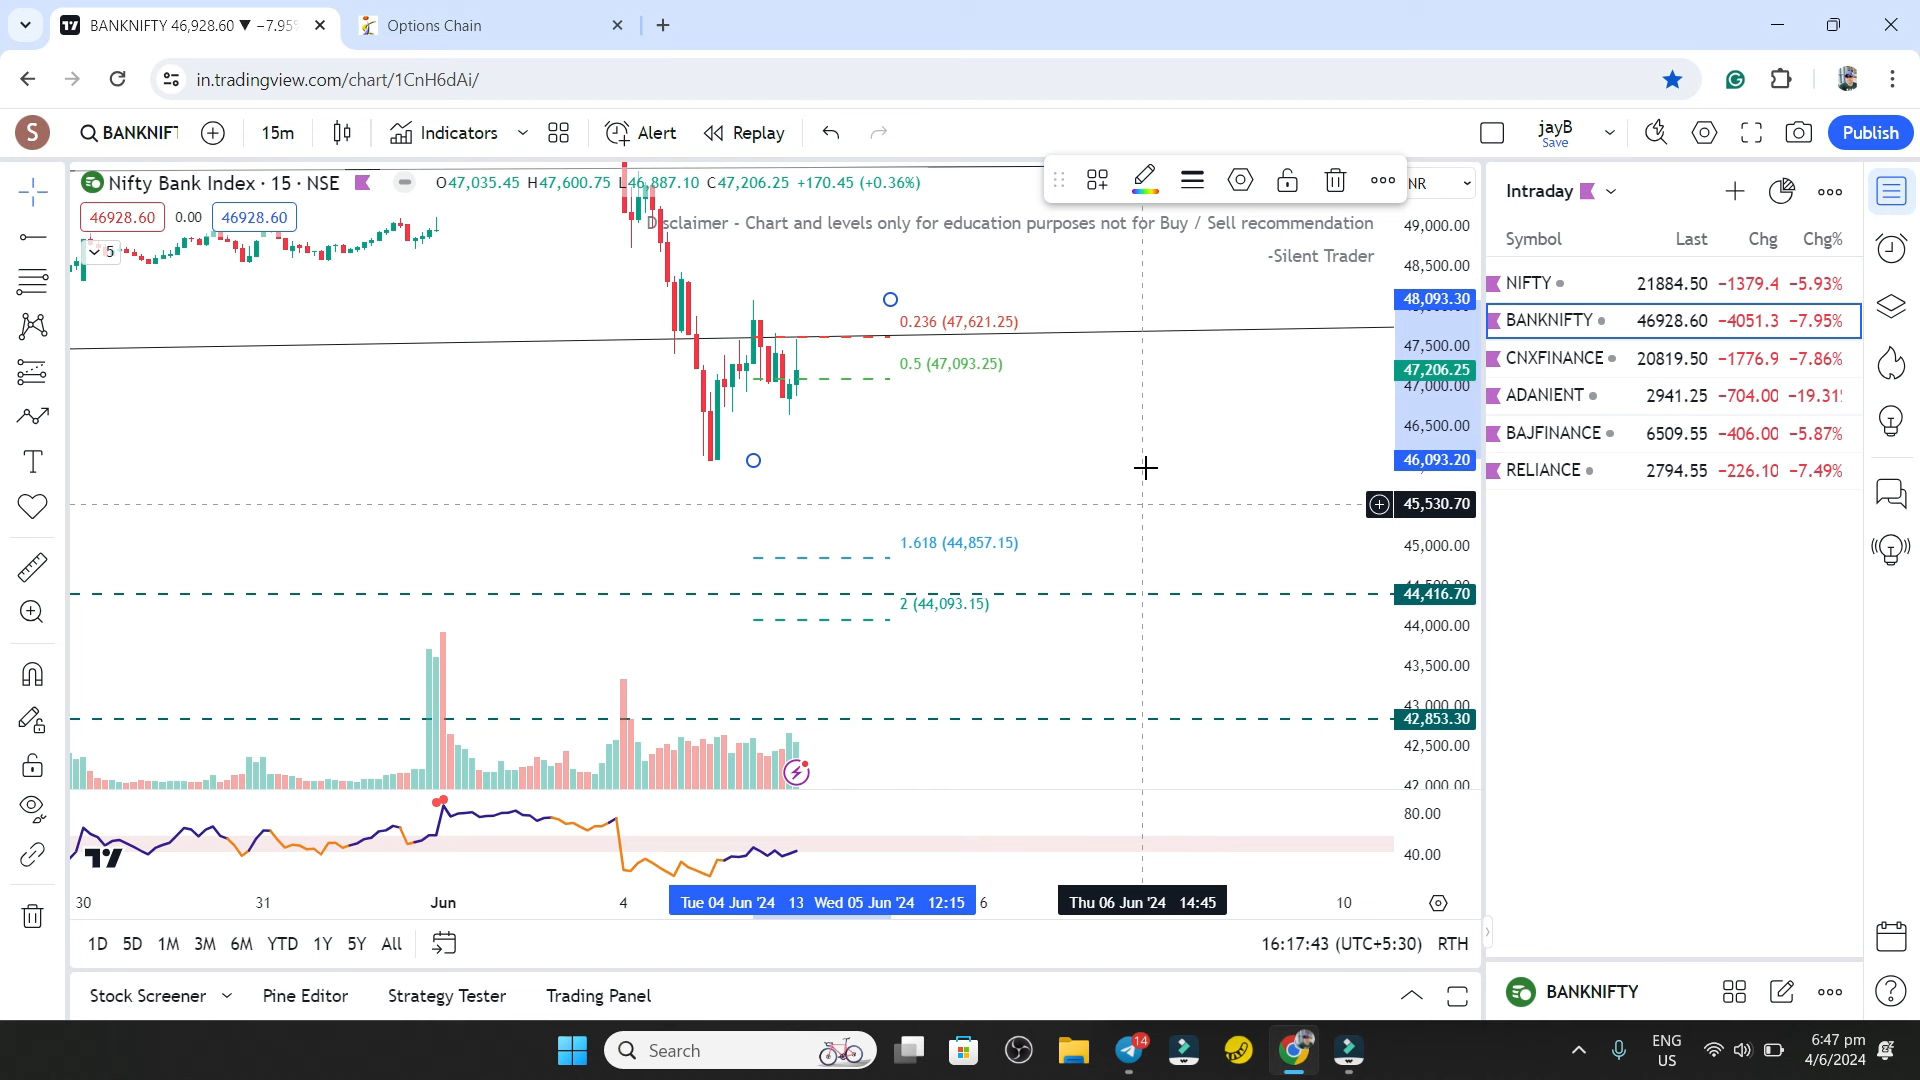 BANKNIFTY 46,928.60 ▼ −7.95%
Options Chain
in.tradingview.com/chart/1CnH6dAi/
S
BANKNIFT
15m
Indicators
Alert
Replay
jayB
Save
Publish
Nifty Bank Index · 15 · NSE
O47,035.45 H47,600.75 L46,887.10 C47,206.25 +170.45 (+0.36%)
46928.60 0.00 46928.60
5
Disclaimer - Chart and levels only for education purposes not for Buy / Sell recommendation
-Silent Trader
0.236 (47,621.25)
0.5 (47,093.25)
1.618 (44,857.15)
2 (44,093.15)
NR
49,000.00
48,500.00
48,093.30
47,500.00
47,206.25
47,000.00
46,500.00
46,093.20
45,530.70
45,000.00
44,500.00
44,416.70
44,000.00
43,500.00
43,000.00
42,853.30
42,500.00
42,000.00
80.00
40.00
30 31 Jun 4 Tue 04 Jun '24 13 Wed 05 Jun '24 12:15 6 Thu 06 Jun '24 14:45 10
1D 5D 1M 3M 6M YTD 1Y 5Y All
16:17:43 (UTC+5:30) RTH
Stock Screener Pine Editor Strategy Tester Trading Panel
Intraday
Symbol Last Chg Chg%
NIFTY 21884.50 −1379.4 −5.93%
BANKNIFTY 46928.60 −4051.3 −7.95%
CNXFINANCE 20819.50 −1776.9 −7.86%
ADANIENT 2941.25 −704.00 −19.31
BAJFINANCE 6509.55 −406.00 −5.87%
RELIANCE 2794.55 −226.10 −7.49%
BANKNIFTY
Search
14
ENG
US
6:47 pm
4/6/2024